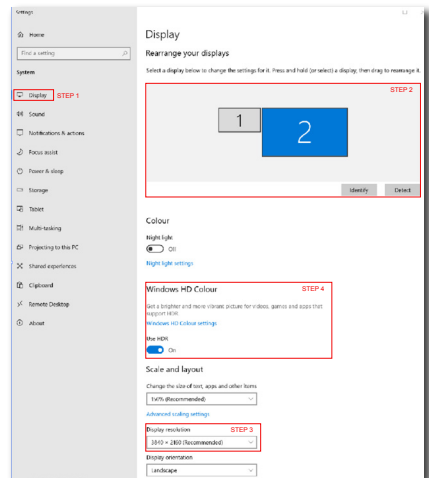 Settings
Home
Find a setting
System
Display STEP 1
Sound
Notifications & actions
Focus assist
Power & sleep
Storage
Tablet
Multi-tasking
Projecting to this PC
Shared experiences
Clipboard
Remote Desktop
About
Display
Rearrange your displays
Select a display below to change the settings for it. Press and hold (or select) a display, then drag to rearrange it.
STEP 2
1
2
Identify Detect
Colour
Night light
Off
Night light settings
Windows HD Colour STEP 4
Get a brighter and more vibrant picture for videos, games and apps that
support HDR.
Windows HD Colour settings
Use HDR
On
Scale and layout
Change the size of text, apps and other items
150% (Recommended)
Advanced scaling settings
Display resolution STEP 3
3840 × 2160 (Recommended)
Display orientation
Landscape